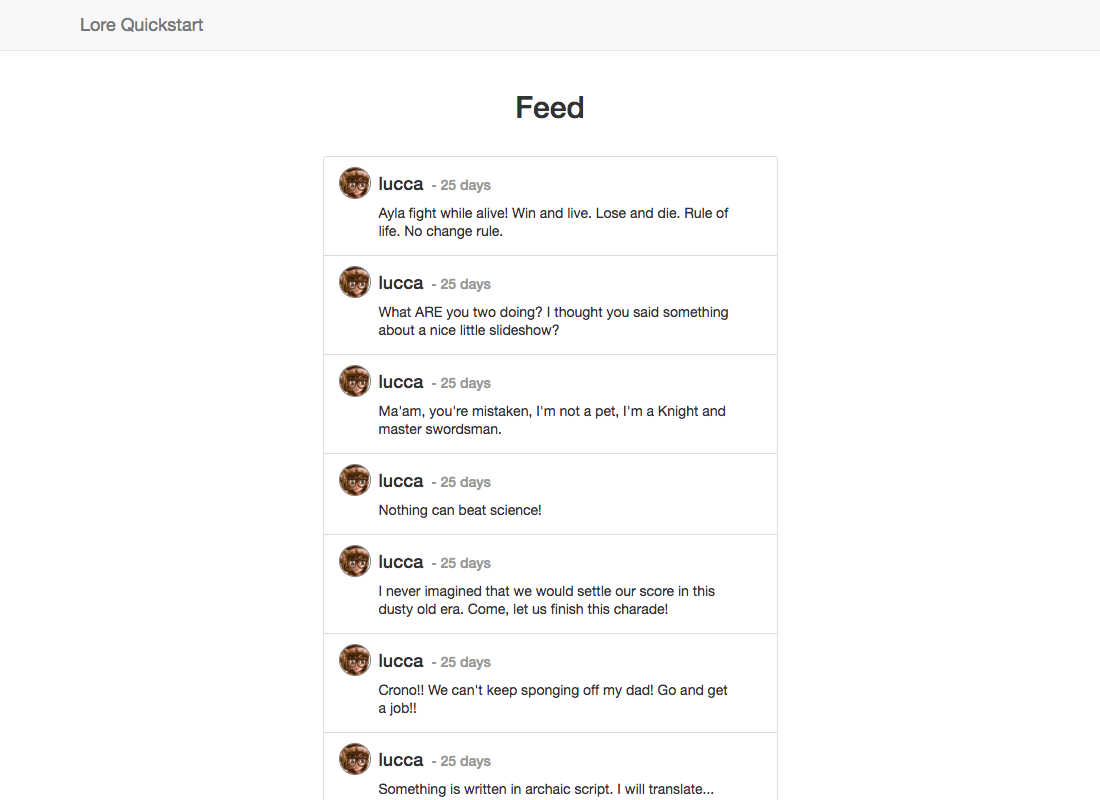 Lore Quickstart
Feed
lucca - 25 days
Ayla fight while alive! Win and live. Lose and die. Rule of
life. No change rule.
lucca - 25 days
What ARE you two doing? I thought you said something
about a nice little slideshow?
lucca - 25 days
Ma'am, you're mistaken, I'm not a pet, I'm a Knight and
master swordsman.
lucca - 25 days
Nothing can beat science!
lucca - 25 days
I never imagined that we would settle our score in this
dusty old era. Come, let us finish this charade!
lucca - 25 days
Crono!! We can't keep sponging off my dad! Go and get
a job!!
lucca - 25 days
Something is written in archaic script. I will translate...